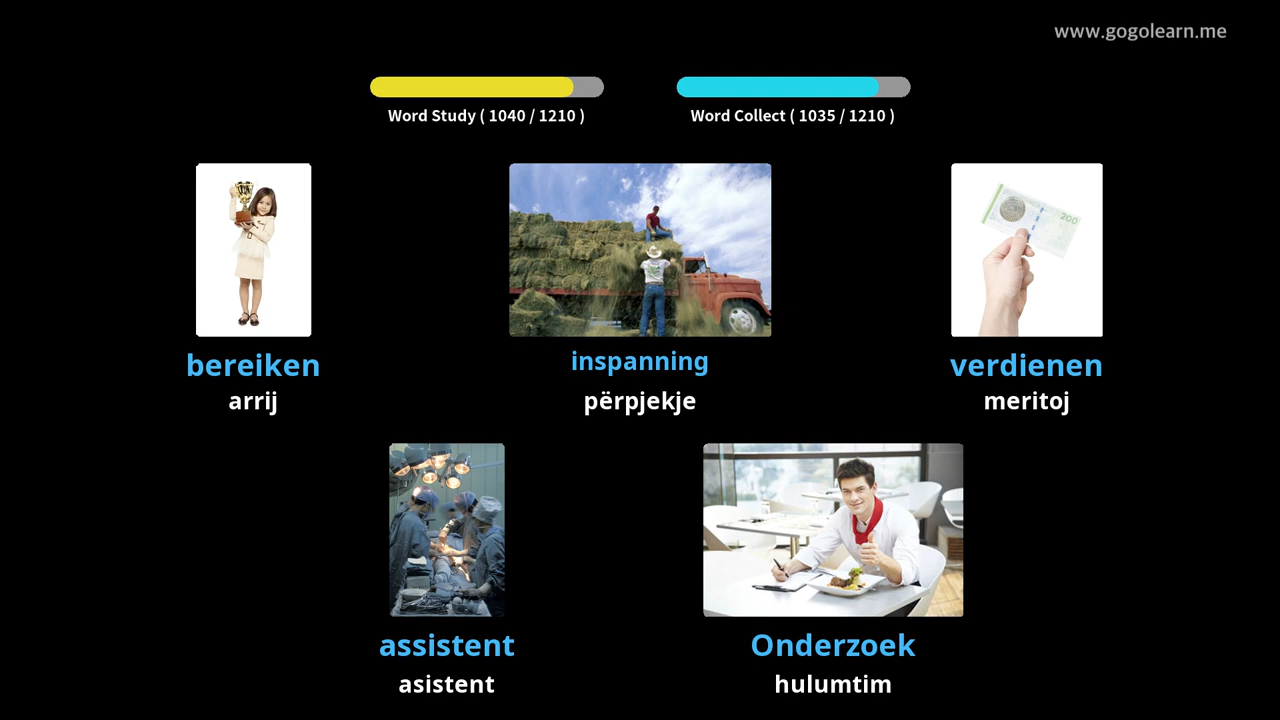 www.gogolearn.me
Word Study ( 1040 / 1210 )
Word Collect ( 1035 / 1210 )
200
bereiken
arrij
inspanning
përpjekje
verdienen
meritoj
assistent
asistent
Onderzoek
hulumtim